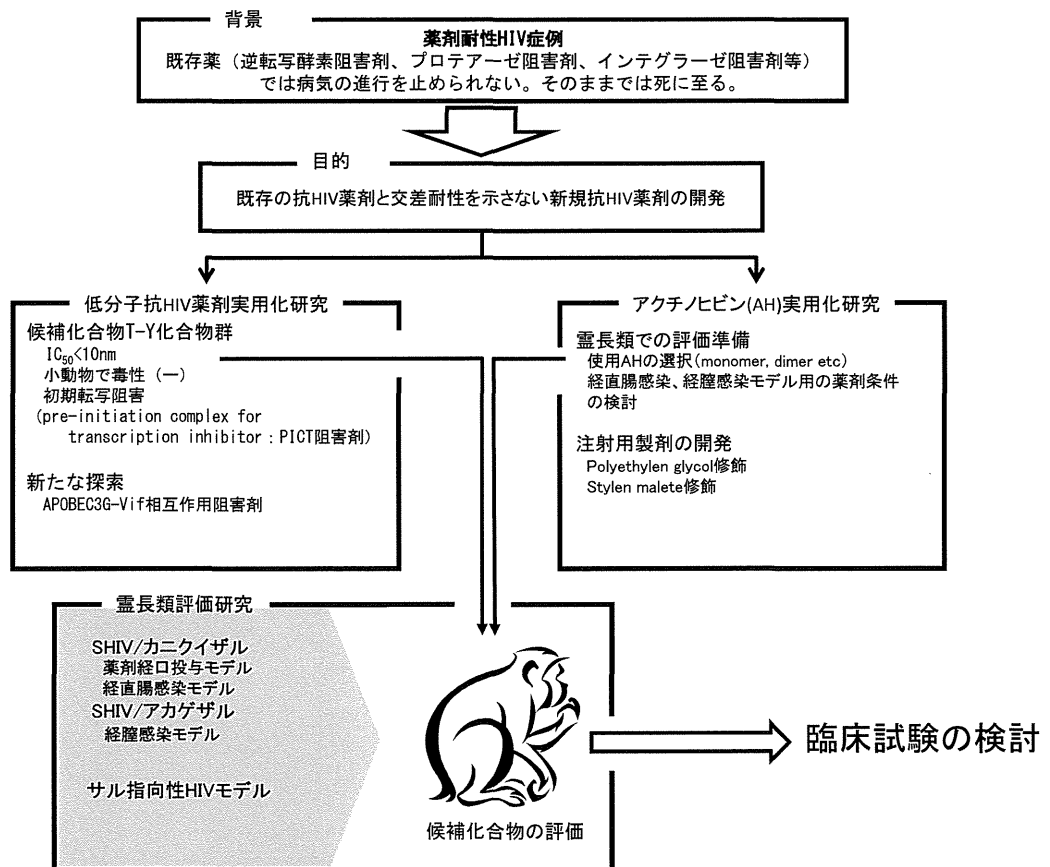 背景
薬剤耐性HIV症例
既存薬（逆転写酵素阻害剤、プロテアーゼ阻害剤、インテグラーゼ阻害剤等）
では病気の進行を止められない。そのままでは死に至る。
目的
既存の抗HIV薬剤と交差耐性を示さない新規抗HIV薬剤の開発
低分子抗HIV薬剤実用化研究
候補化合物T-Y化合物群
IC50<10nm
小動物で毒性（ー）
初期転写阻害
(pre-initiation complex for
transcription inhibitor：PICT阻害剤)
新たな探索
APOBEC3G-Vif相互作用阻害剤
アクチノヒビン(AH)実用化研究
霊長類での評価準備
使用AHの選択(monomer, dimer etc)
経直腸感染、経膣感染モデル用の薬剤条件
の検討
注射用製剤の開発
Polyethylen glycol修飾
Stylen malete修飾
霊長類評価研究
SHIV/カニクイザル
薬剤経口投与モデル
経直腸感染モデル
SHIV/アカゲザル
経膣感染モデル
サル指向性HIVモデル
候補化合物の評価
臨床試験の検討